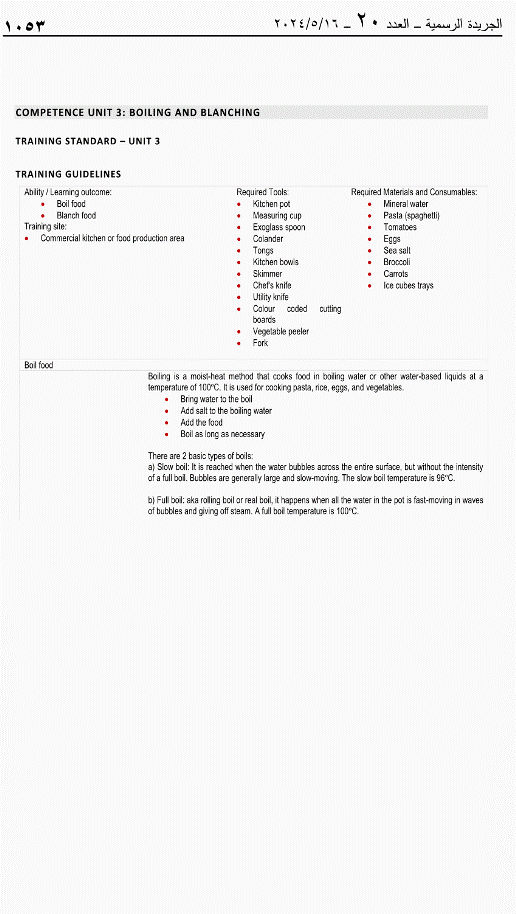 ١٠٥٣
الجريدة الرسمية ــ العدد ٢٠ ــ ٢٠٢٤/٥/١٦
COMPETENCE UNIT 3: BOILING AND BLANCHING
TRAINING STANDARD – UNIT 3
TRAINING GUIDELINES
Ability / Learning outcome:
• Boil food
• Blanch food
Training site:
• Commercial kitchen or food production area
Required Tools:
• Kitchen pot
• Measuring cup
• Exoglass spoon
• Colander
• Tongs
• Kitchen bowls
• Skimmer
• Chef's knife
• Utility knife
• Colour coded cutting
boards
• Vegetable peeler
• Fork
Required Materials and Consumables:
• Mineral water
• Pasta (spaghetti)
• Tomatoes
• Eggs
• Sea salt
• Broccoli
• Carrots
• Ice cubes trays
Boil food
Boiling is a moist-heat method that cooks food in boiling water or other water-based liquids at a
temperature of 100ºC. It is used for cooking pasta, rice, eggs, and vegetables.
• Bring water to the boil
• Add salt to the boiling water
• Add the food
• Boil as long as necessary
There are 2 basic types of boils:
a) Slow boil: It is reached when the water bubbles across the entire surface, but without the intensity
of a full boil. Bubbles are generally large and slow-moving. The slow boil temperature is 96ºC.
b) Full boil: aka rolling boil or real boil, it happens when all the water in the pot is fast-moving in waves
of bubbles and giving off steam. A full boil temperature is 100ºC.